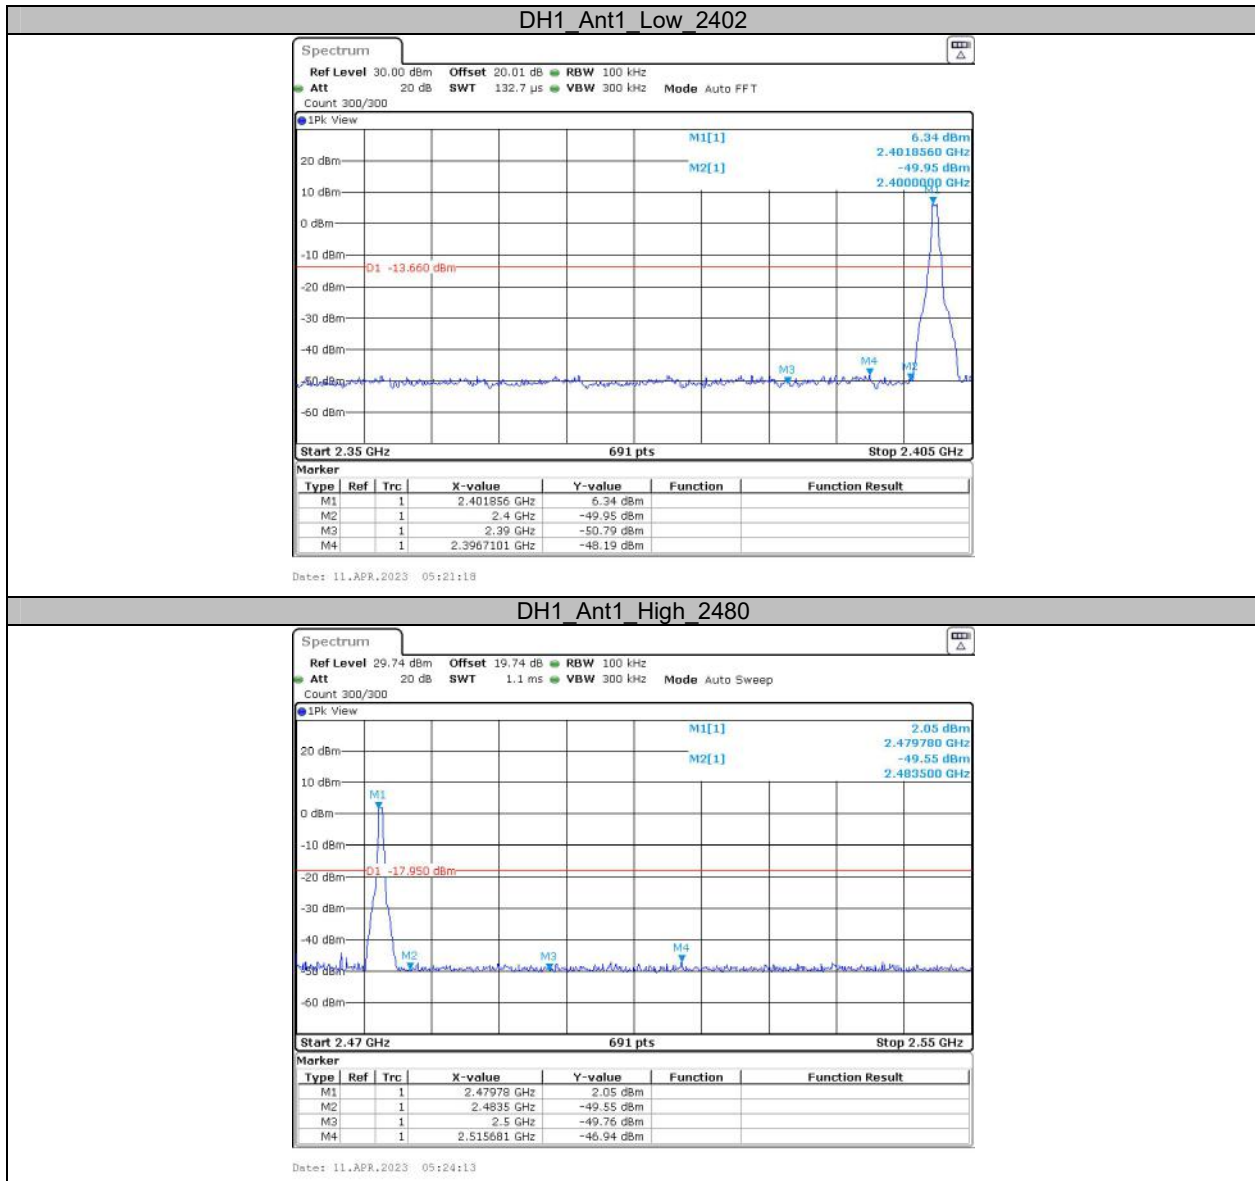 DH1_Ant1_Low_2402
Spectrum
Ref Level 30.00 dBm Offset 20.01 dB RBW 100 kHz
Att 20 dB SWT 132.7 µs VBW 300 kHz Mode Auto FFT
Count 300/300
1Pk View
M1[1] 6.34 dBm
2.4018560 GHz
20 dBm
M2[1] -49.95 dBm
2.4000000 GHz
10 dBm
M1
0 dBm
-10 dBm
D1 -13.660 dBm
-20 dBm
-30 dBm
-40 dBm
M3 M4 M2
-50 dBm
-60 dBm
Start 2.35 GHz 691 pts Stop 2.405 GHz
Marker
Type Ref Trc X-value Y-value Function Function Result
M1 1 2.401856 GHz 6.34 dBm
M2 1 2.4 GHz -49.95 dBm
M3 1 2.39 GHz -50.79 dBm
M4 1 2.3967101 GHz -48.19 dBm
Date: 11.APR.2023 05:21:18
DH1_Ant1_High_2480
Spectrum
Ref Level 29.74 dBm Offset 19.74 dB RBW 100 kHz
Att 20 dB SWT 1.1 ms VBW 300 kHz Mode Auto Sweep
Count 300/300
1Pk View
M1[1] 2.05 dBm
2.479780 GHz
20 dBm
M2[1] -49.55 dBm
2.483500 GHz
10 dBm
M1
0 dBm
-10 dBm
D1 -17.950 dBm
-20 dBm
-30 dBm
-40 dBm
M2 M3 M4
-50 dBm
-60 dBm
Start 2.47 GHz 691 pts Stop 2.55 GHz
Marker
Type Ref Trc X-value Y-value Function Function Result
M1 1 2.47978 GHz 2.05 dBm
M2 1 2.4835 GHz -49.55 dBm
M3 1 2.5 GHz -49.76 dBm
M4 1 2.515681 GHz -46.94 dBm
Date: 11.APR.2023 05:24:13